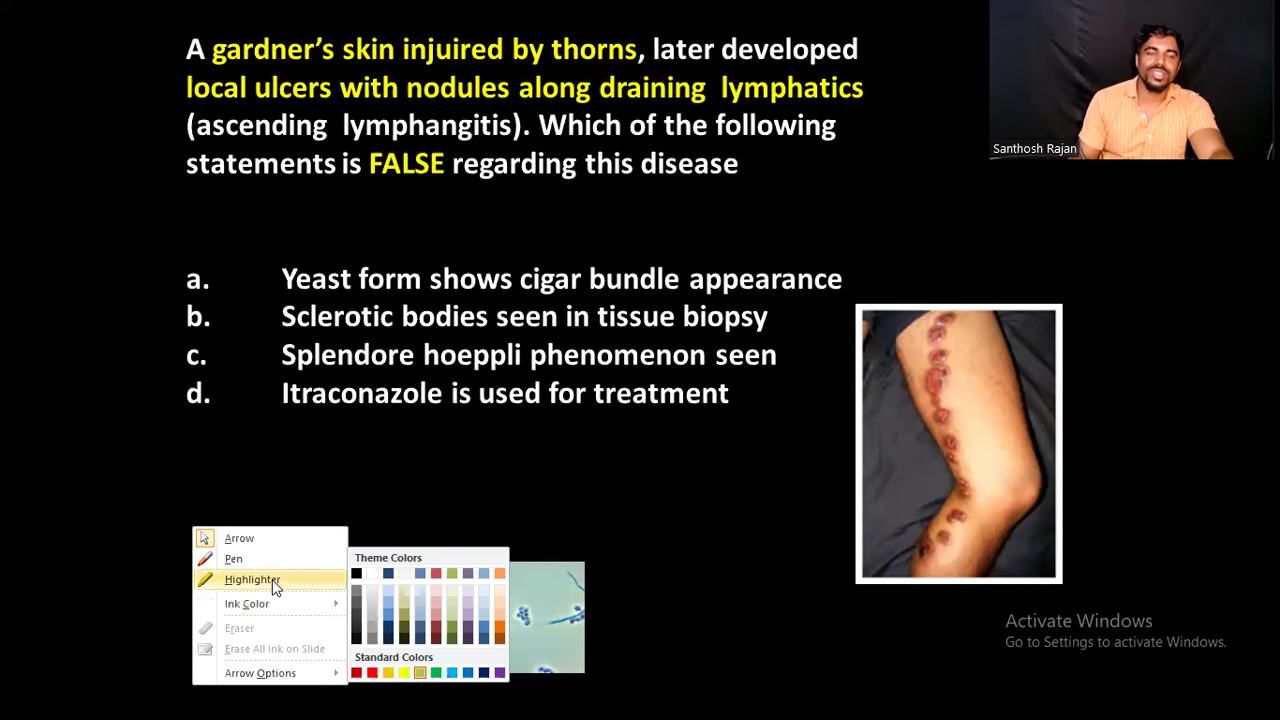 A gardner's skin injuired by thorns, later developed
local ulcers with nodules along draining lymphatics
(ascending lymphangitis). Which of the following
statements is FALSE regarding this disease
Santhosh Rajan
a. Yeast form shows cigar bundle appearance
b. Sclerotic bodies seen in tissue biopsy
c. Splendore hoeppli phenomenon seen
d. Itraconazole is used for treatment
Arrow
Pen
Highlighter
Ink Color
Eraser
Erase All Ink on Slide
Arrow Options
Theme Colors
Standard Colors
Activate Windows
Go to Settings to activate Windows.